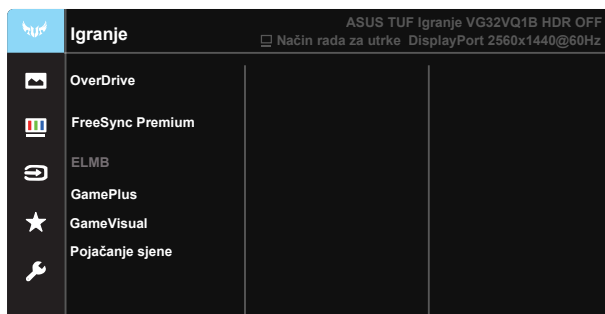 Igranje
ASUS TUF Igranje VG32VQ1B HDR OFF
Način rada za utrke DisplayPort 2560x1440@60Hz
OverDrive
FreeSync Premium
ELMB
GamePlus
GameVisual
Pojačanje sjene